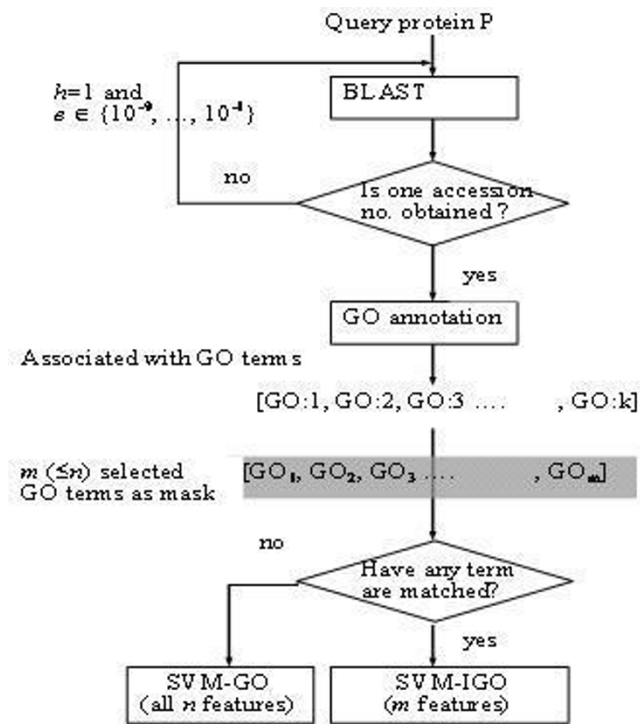 Query protein P
h=1 and
e ∈ {10⁻⁹, …, 10⁻¹}
BLAST
no
Is one accession
no. obtained ?
yes
GO annotation
Associated with GO terms
[GO:1, GO:2, GO:3 .... , GO:k]
m (≤n) selected
GO terms as mask
[GO₁, GO₂, GO₃ .... , GOₘ]
no
Have any term
are matched?
yes
SVM-GO
(all n features)
SVM-IGO
(m features)